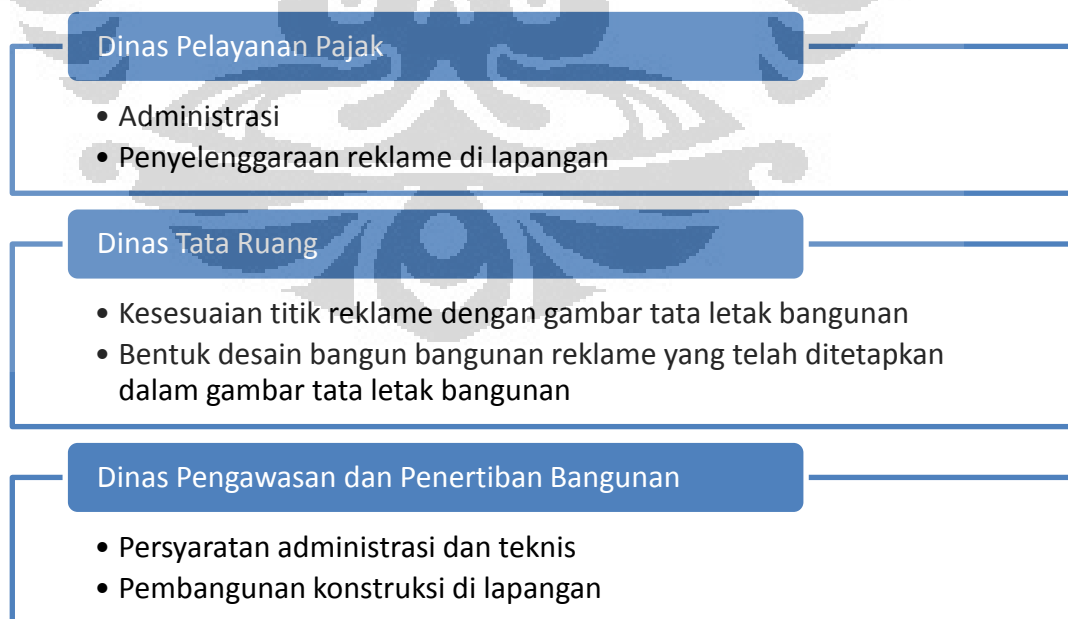 Dinas Pelayanan Pajak
• Administrasi
• Penyelenggaraan reklame di lapangan
Dinas Tata Ruang
• Kesesuaian titik reklame dengan gambar tata letak bangunan
• Bentuk desain bangun bangunan reklame yang telah ditetapkan
dalam gambar tata letak bangunan
Dinas Pengawasan dan Penertiban Bangunan
• Persyaratan administrasi dan teknis
• Pembangunan konstruksi di lapangan